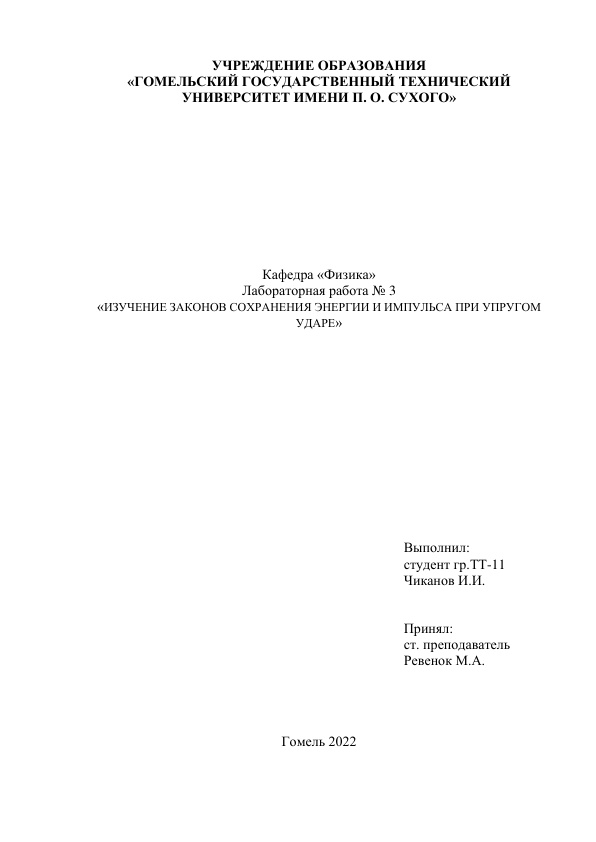 УЧРЕЖДЕНИЕ ОБРАЗОВАНИЯ
«ГОМЕЛЬСКИЙ ГОСУДАРСТВЕННЫЙ ТЕХНИЧЕСКИЙ
УНИВЕРСИТЕТ ИМЕНИ П. О. СУХОГО»
Кафедра «Физика»
Лабораторная работа № 3
«ИЗУЧЕНИЕ ЗАКОНОВ СОХРАНЕНИЯ ЭНЕРГИИ И ИМПУЛЬСА ПРИ УПРУГОМ
УДАРЕ»
Выполнил:
студент гр.ТТ-11
Чиканов И.И.
Принял:
ст. преподаватель
Ревенок М.А.
Гомель 2022